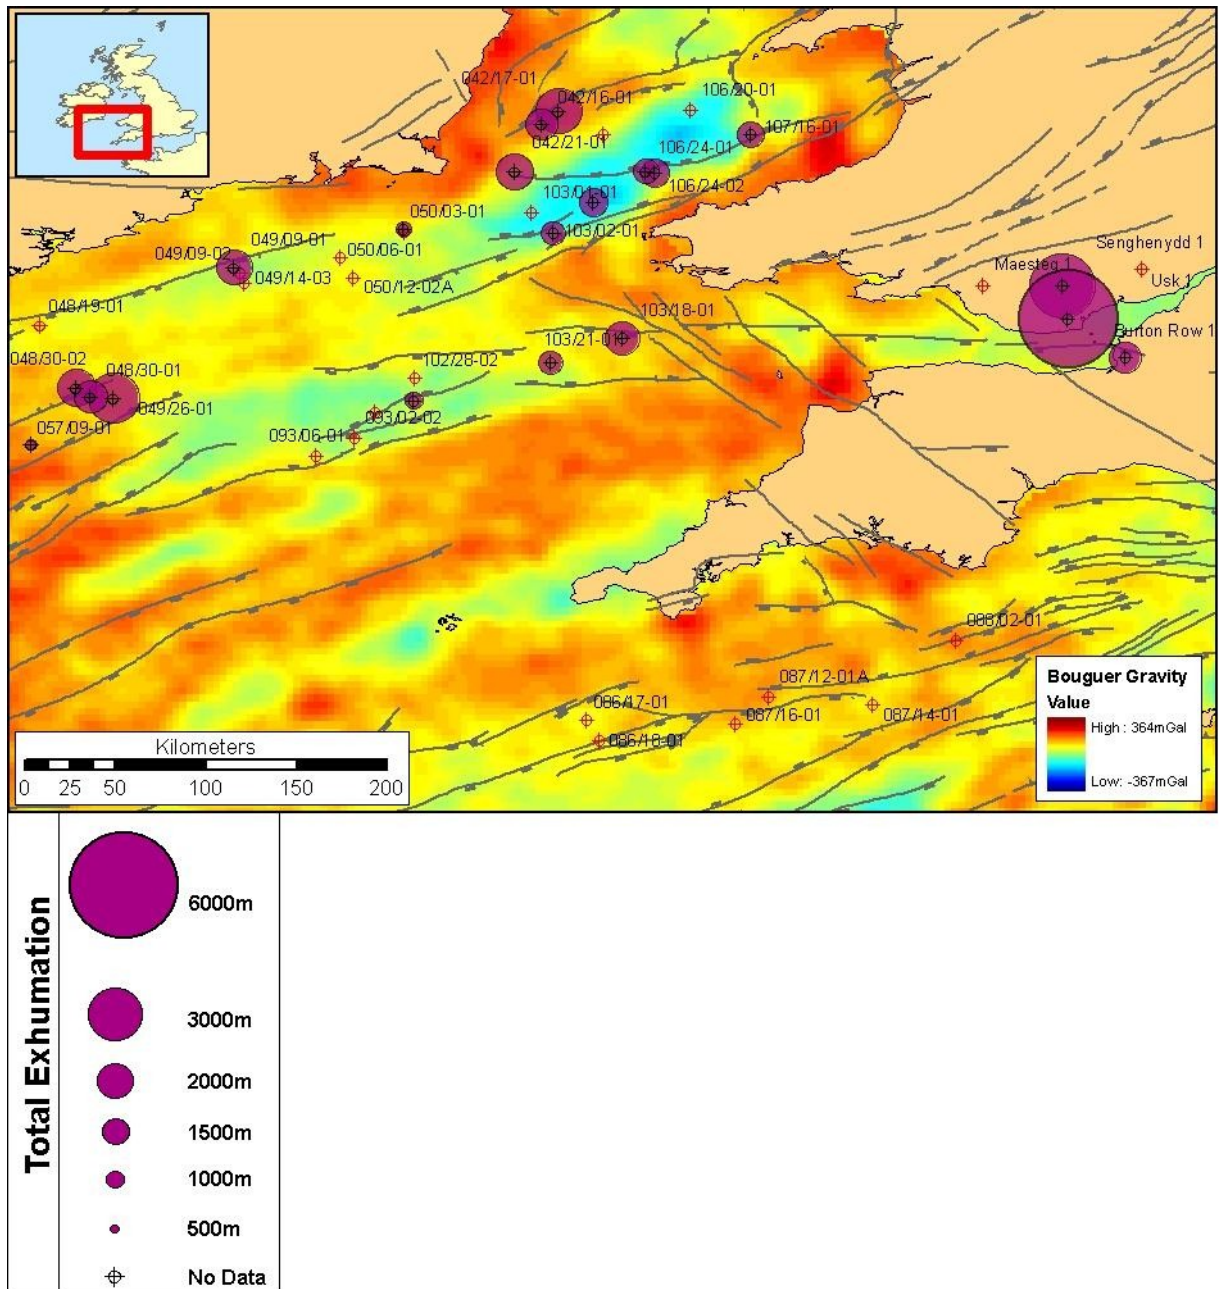 042/17-01
042/16-01
106/20-01
107/16-01
042/21-01
106/24-01
106/24-02
103/01-01
050/03-01
103/02-01
049/09-01
050/06-01
049/09-02
Senghenydd 1
Maesteg 1
049/14-03
050/12-02A
Usk 1
048/19-01
103/18-01
Burton Row 1
103/21-01
048/30-02
102/28-02
048/30-01
049/26-01
093/02-02
057/09-01
093/06-01
088/02-01
087/12-01A
086/17-01
087/16-01
087/14-01
086/18-01
Bouguer Gravity
Value
High : 364mGal
Low: -367mGal
Kilometers
0 25 50 100 150 200
Total Exhumation
6000m
3000m
2000m
1500m
1000m
500m
No Data